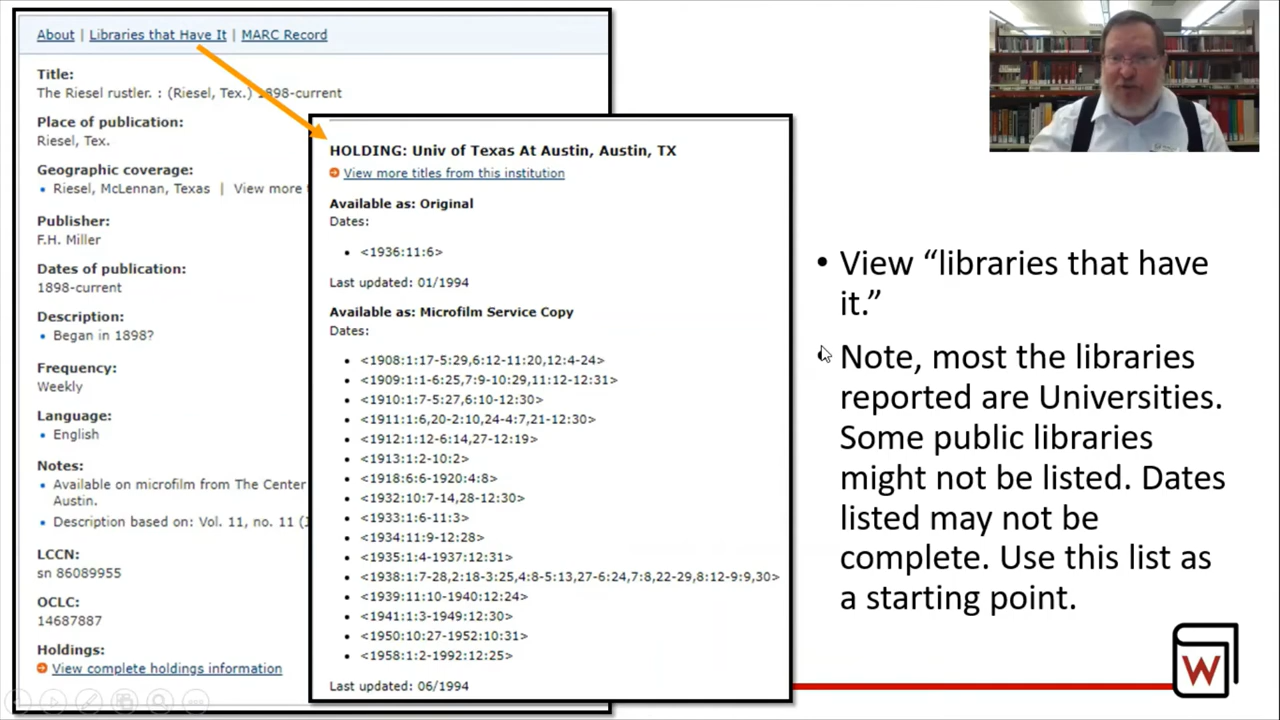 About | Libraries that Have It | MARC Record
Title:
The Riesel rustler. : (Riesel, Tex.) 1898-current
Place of publication:
Riesel, Tex.
Geographic coverage:
• Riesel, McLennan, Texas | View more
Publisher:
F.H. Miller
Dates of publication:
1898-current
Description:
• Began in 1898?
Frequency:
Weekly
Language:
• English
Notes:
• Available on microfilm from The Center
Austin.
• Description based on: Vol. 11, no. 11
LCCN:
sn 86089955
OCLC:
14687887
Holdings:
View complete holdings information
HOLDING: Univ of Texas At Austin, Austin, TX
View more titles from this institution
Available as: Original
Dates:
• <1936:11:6>
Last updated: 01/1994
Available as: Microfilm Service Copy
Dates:
• <1908:1:17-5:29,6:12-11:20,12:4-24>
• <1909:1:1-6:25,7:9-10:29,11:12-12:31>
• <1910:1:7-5:27,6:10-12:30>
• <1911:1:6,20-2:10,24-4:7,21-12:30>
• <1912:1:12-6:14,27-12:19>
• <1913:1:2-10:2>
• <1918:6:6-1920:4:8>
• <1932:10:7-14,28-12:30>
• <1933:1:6-11:3>
• <1934:11:9-12:28>
• <1935:1:4-1937:12:31>
• <1938:1:7-28,2:18-3:25,4:8-5:13,27-6:24,7:8,22-29,8:12-9:9,30>
• <1939:11:10-1940:12:24>
• <1941:1:3-1949:12:30>
• <1950:10:27-1952:10:31>
• <1958:1:2-1992:12:25>
Last updated: 06/1994
• View “libraries that have
it.”
Note, most the libraries
reported are Universities.
Some public libraries
might not be listed. Dates
listed may not be
complete. Use this list as
a starting point.
W